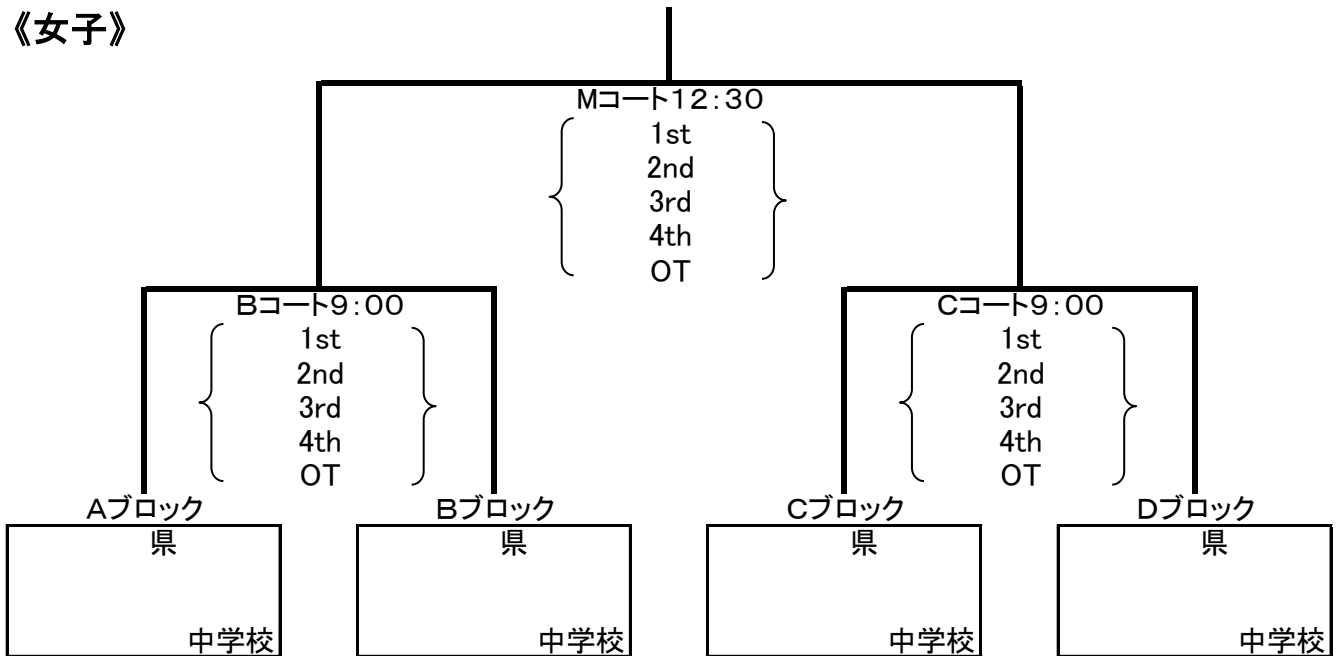 《女子》
Mコート12:30
1st
2nd
3rd
4th
OT
Bコート9:00
1st
2nd
3rd
4th
OT
Cコート9:00
1st
2nd
3rd
4th
OT
Aブロック
県
中学校
Bブロック
県
中学校
Cブロック
県
中学校
Dブロック
県
中学校